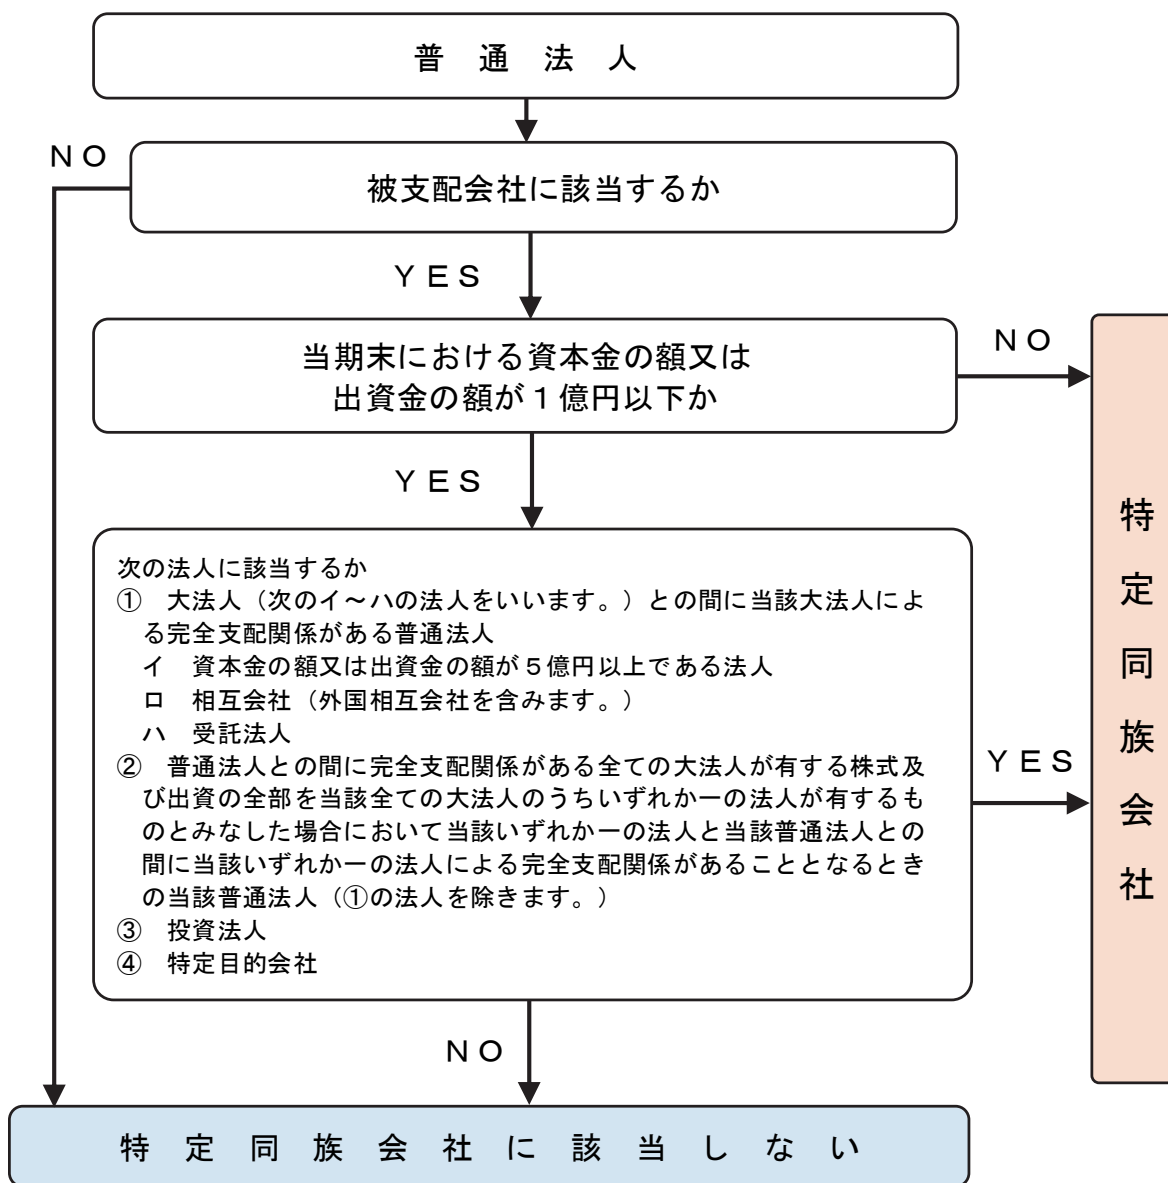 普通法人
NO
被支配会社に該当するか
YES
当期末における資本金の額又は
出資金の額が１億円以下か
NO
YES
次の法人に該当するか
① 大法人（次のイ～ハの法人をいいます。）との間に当該大法人によ
る完全支配関係がある普通法人
イ 資本金の額又は出資金の額が５億円以上である法人
ロ 相互会社（外国相互会社を含みます。）
ハ 受託法人
② 普通法人との間に完全支配関係がある全ての大法人が有する株式及
び出資の全部を当該全ての大法人のうちいずれか一の法人が有するも
のとみなした場合において当該いずれか一の法人と当該普通法人との
間に当該いずれか一の法人による完全支配関係があることとなるとき
の当該普通法人（①の法人を除きます。）
③ 投資法人
④ 特定目的会社
YES
特定同族会社
NO
特定同族会社に該当しない